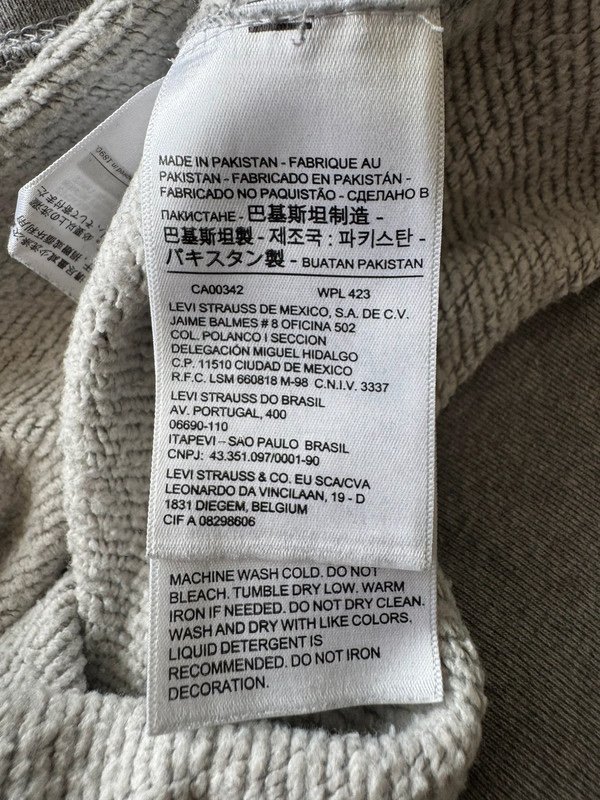 MADE IN PAKISTAN - FABRIQUE AU
PAKISTAN - FABRICADO EN PAKISTÁN -
FABRICADO NO PAQUISTÃO - СДЕЛАНО В
ПАКИСТАНЕ - 巴基斯坦制造 -
巴基斯坦製 - 제조국 : 파키스탄 -
パキスタン製 - BUATAN PAKISTAN
CA00342 WPL 423
LEVI STRAUSS DE MEXICO, S.A. DE C.V.
JAIME BALMES # 8 OFICINA 502
COL. POLANCO I SECCION
DELEGACIÓN MIGUEL HIDALGO
C.P. 11510 CIUDAD DE MEXICO
R.F.C. LSM 660818 M-98 C.N.I.V. 3337
LEVI STRAUSS DO BRASIL
AV. PORTUGAL, 400
06690-110
ITAPEVI - SÃO PAULO BRASIL
CNPJ: 43.351.097/0001-90
LEVI STRAUSS & CO. EU SCA/CVA
LEONARDO DA VINCILAAN, 19 - D
1831 DIEGEM, BELGIUM
CIF A 08298606
MACHINE WASH COLD. DO NOT
BLEACH. TUMBLE DRY LOW. WARM
IRON IF NEEDED. DO NOT DRY CLEAN.
WASH AND DRY WITH LIKE COLORS.
LIQUID DETERGENT IS
RECOMMENDED. DO NOT IRON
DECORATION.